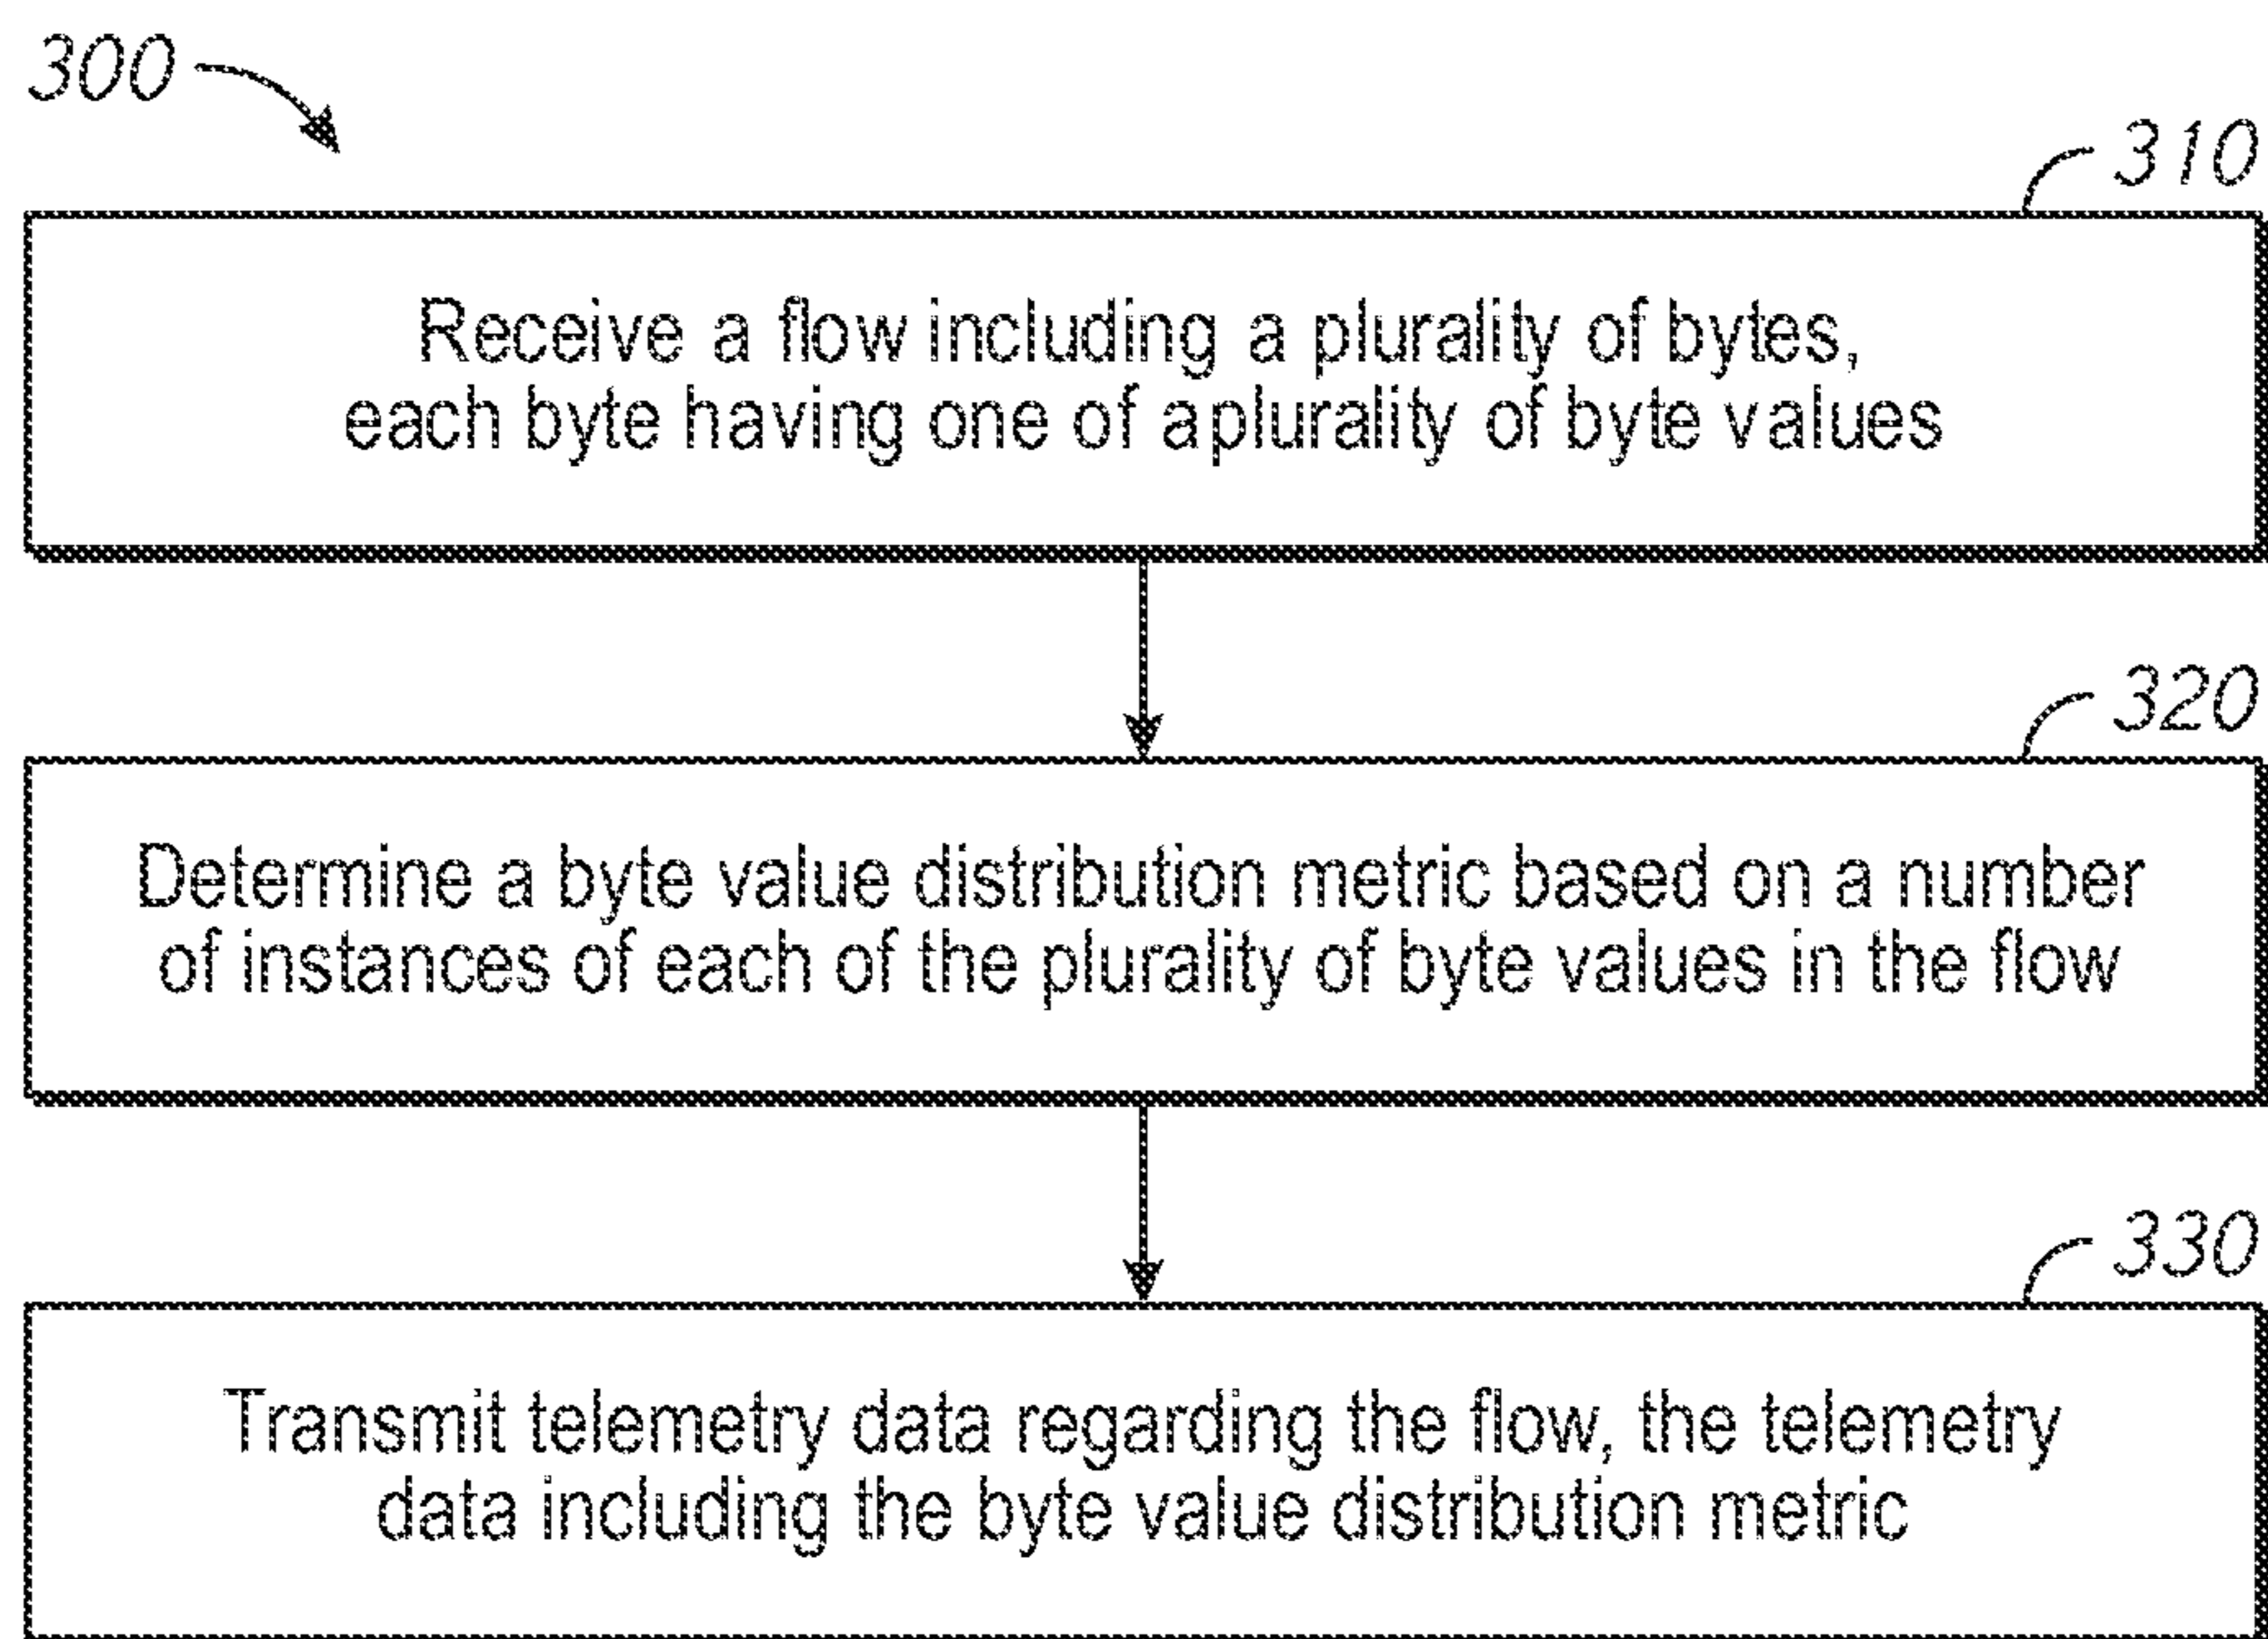 300
310
Receive a flow including a plurality of bytes,
each byte having one of aplurality of byte values
320
Determine a byte value distribution metric based on a number
of instances of each of the plurality of byte values in the flow
330
Transmit telemetry data regarding the flow, the telemetry
data including the byte value distribution metric